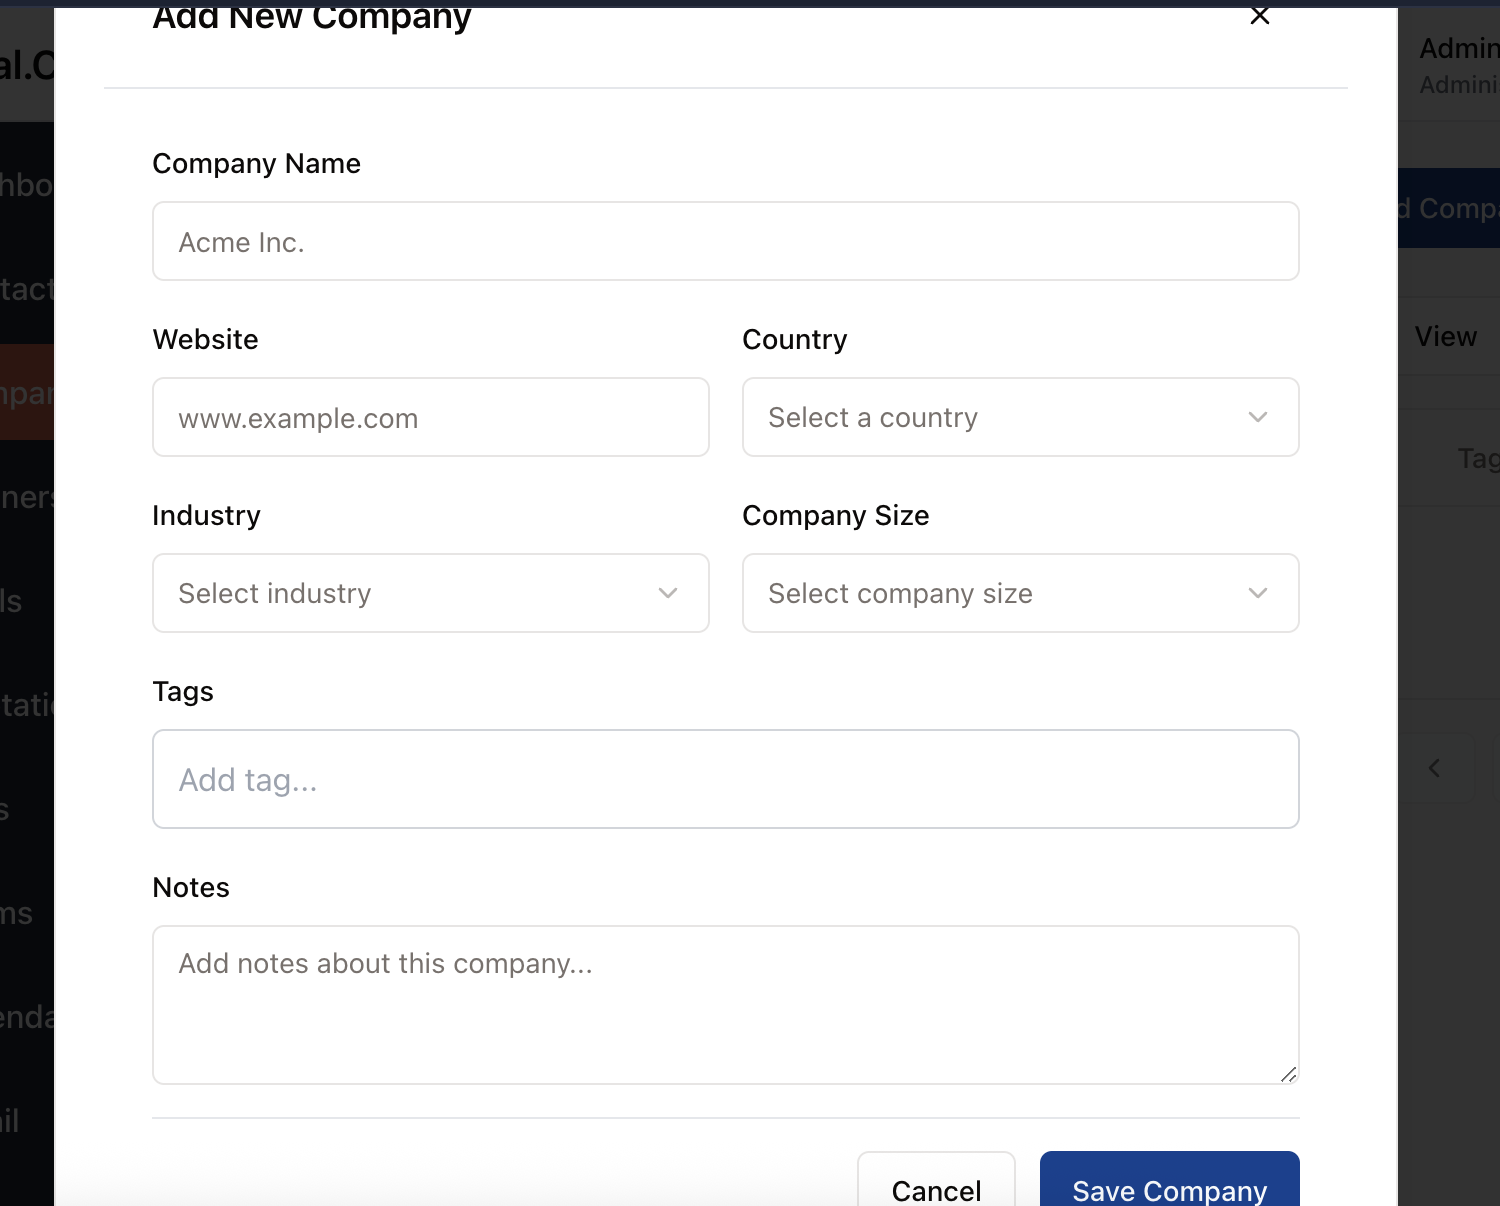 Add New Company
Company Name
Acme Inc.
Website
Country
www.example.com
Select a country
Industry
Company Size
Select industry
Select company size
Tags
Add tag...
Notes
Add notes about this company...
Cancel
Save Company
al.C
hbo
tact
mpar
ners
ls
tati
s
ms
enda
il
Admin
Admini
d Compa
View
Tag